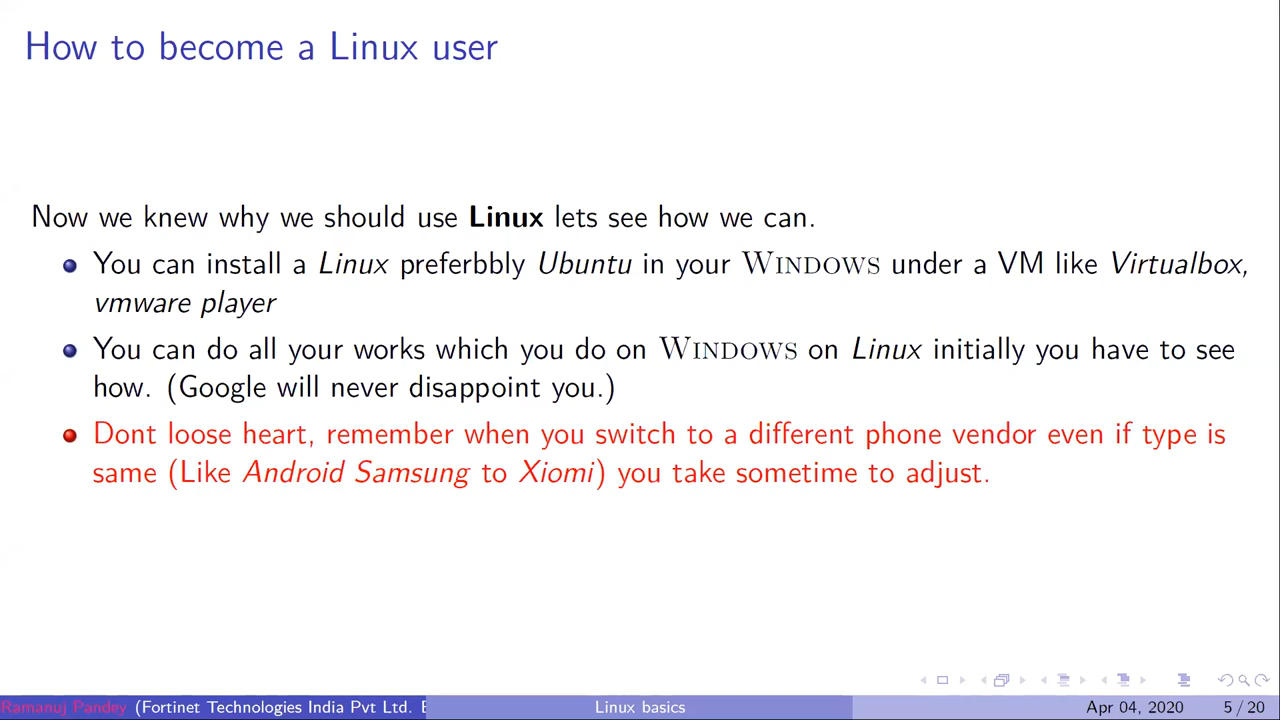 How to become a Linux user
Now we knew why we should use Linux lets see how we can.
You can install a Linux preferbbly Ubuntu in your WINDOWS under a VM like Virtualbox,
vmware player
You can do all your works which you do on WINDOWS on Linux initially you have to see
how. (Google will never disappoint you.)
Dont loose heart, remember when you switch to a different phone vendor even if type is
same (Like Android Samsung to Xiomi) you take sometime to adjust.
Ramanuj Pandey (Fortinet Technologies India Pvt Ltd. Linux basics Apr 04, 2020 5 / 20